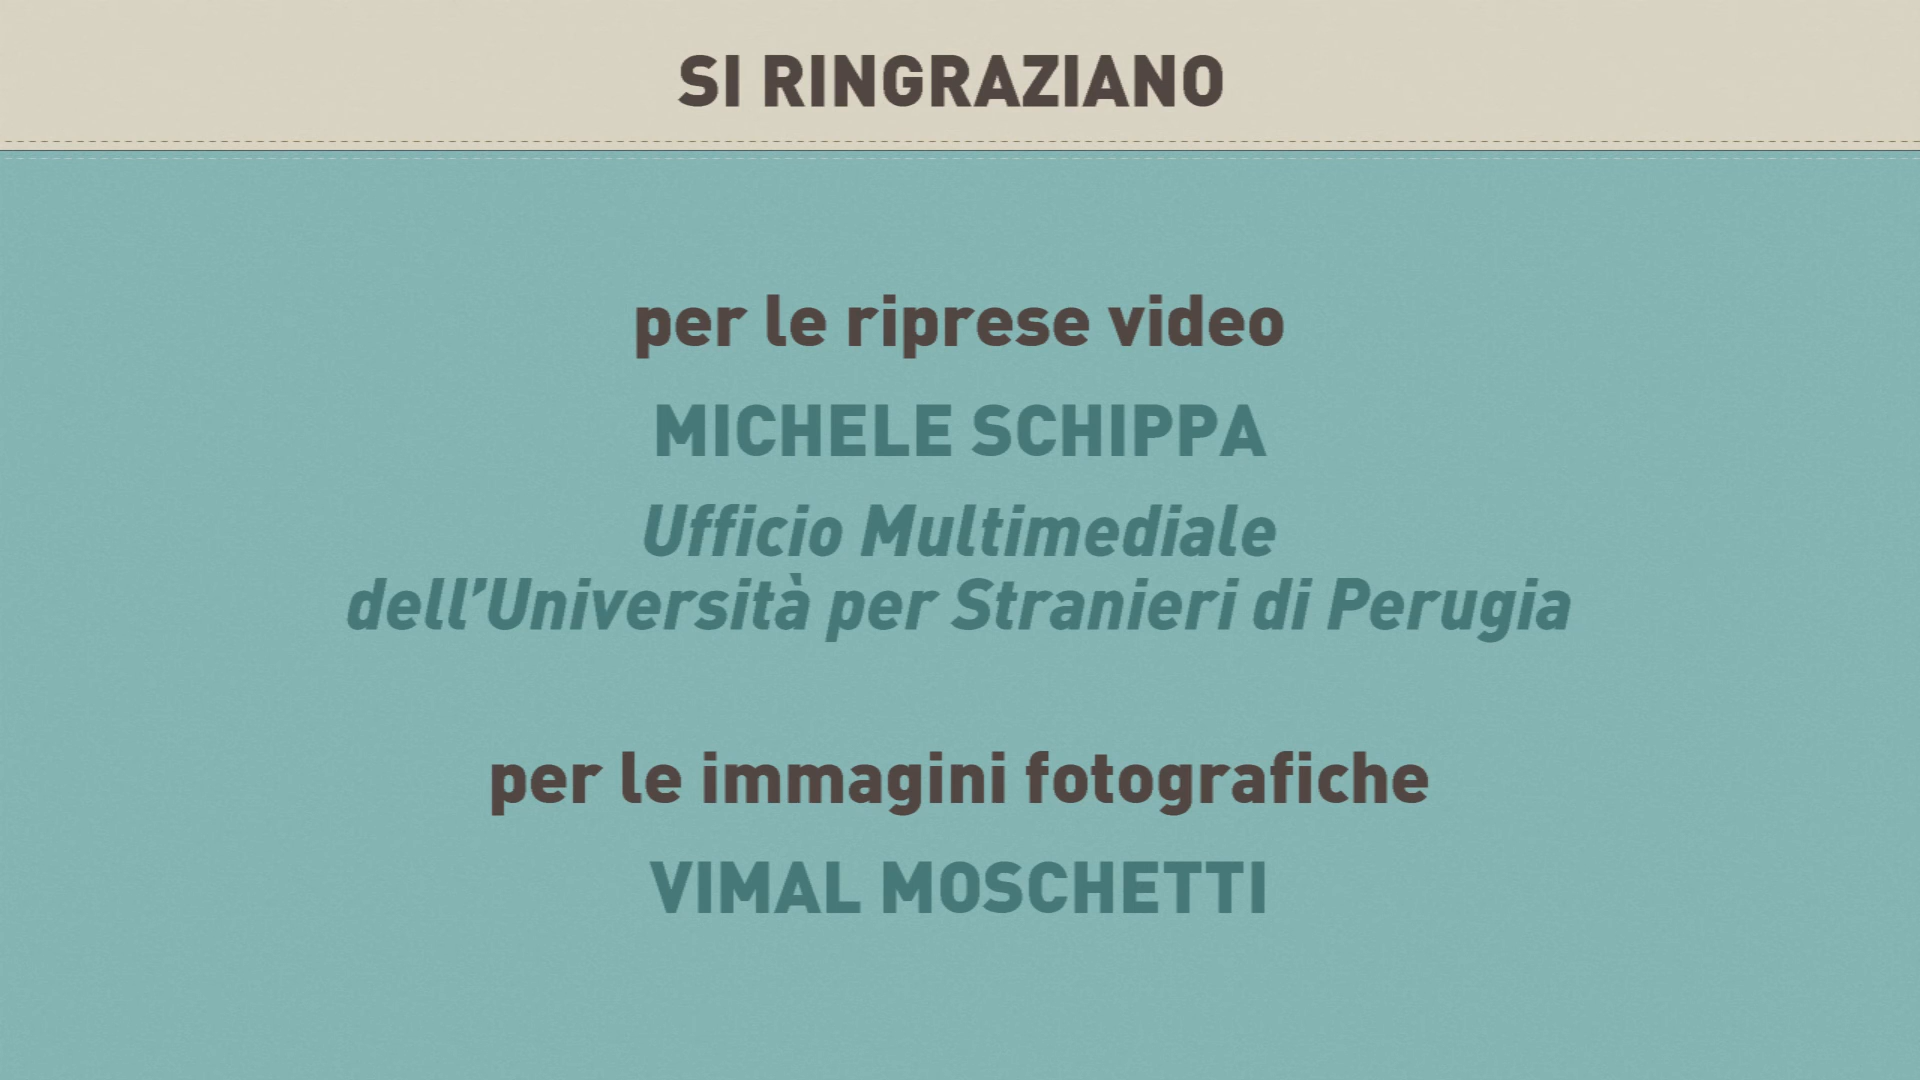 SI RINGRAZIANO
per le riprese video
MICHELE SCHIPPA
Ufficio Multimediale
dell’Università per Stranieri di Perugia
per le immagini fotografiche
VIMAL MOSCHETTI